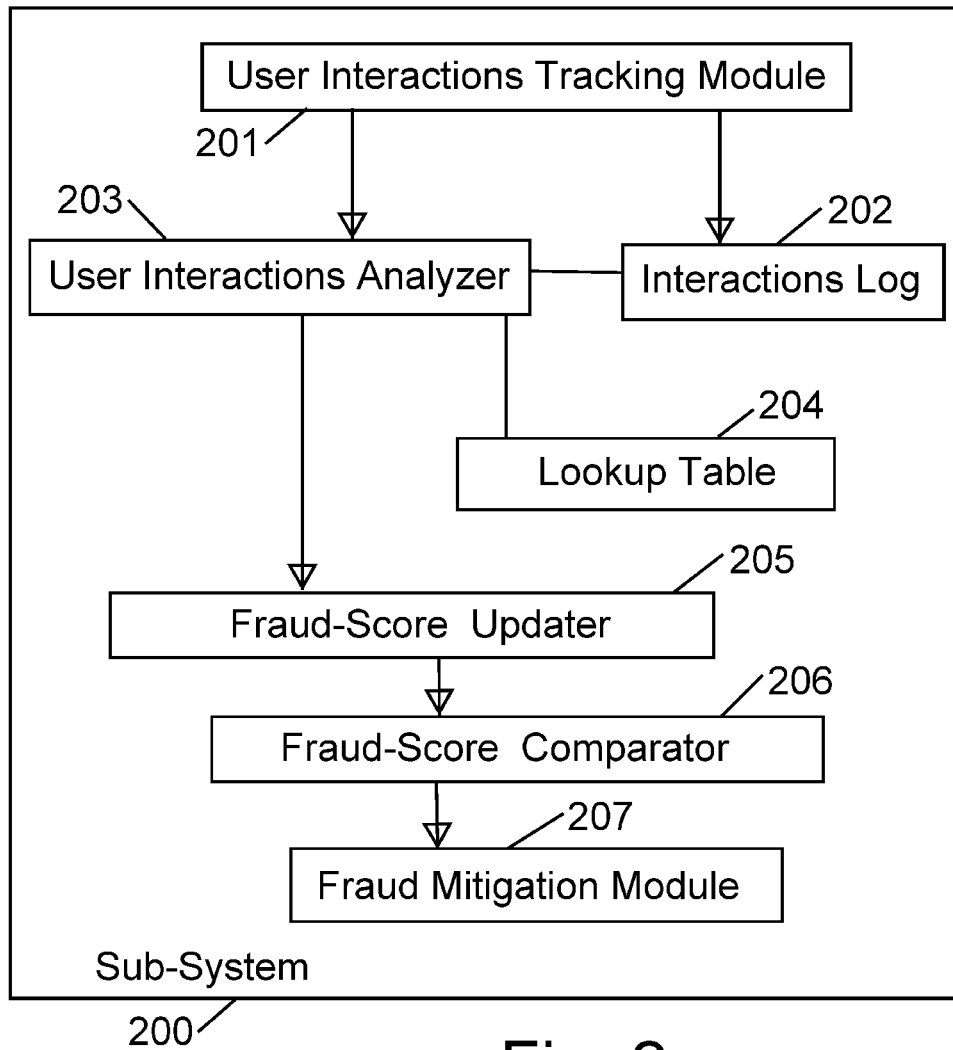 User Interactions Tracking Module
201
203
202
User Interactions Analyzer
Interactions Log
204
Lookup Table
205
Fraud-Score Updater
206
Fraud-Score Comparator
207
Fraud Mitigation Module
Sub-System
200